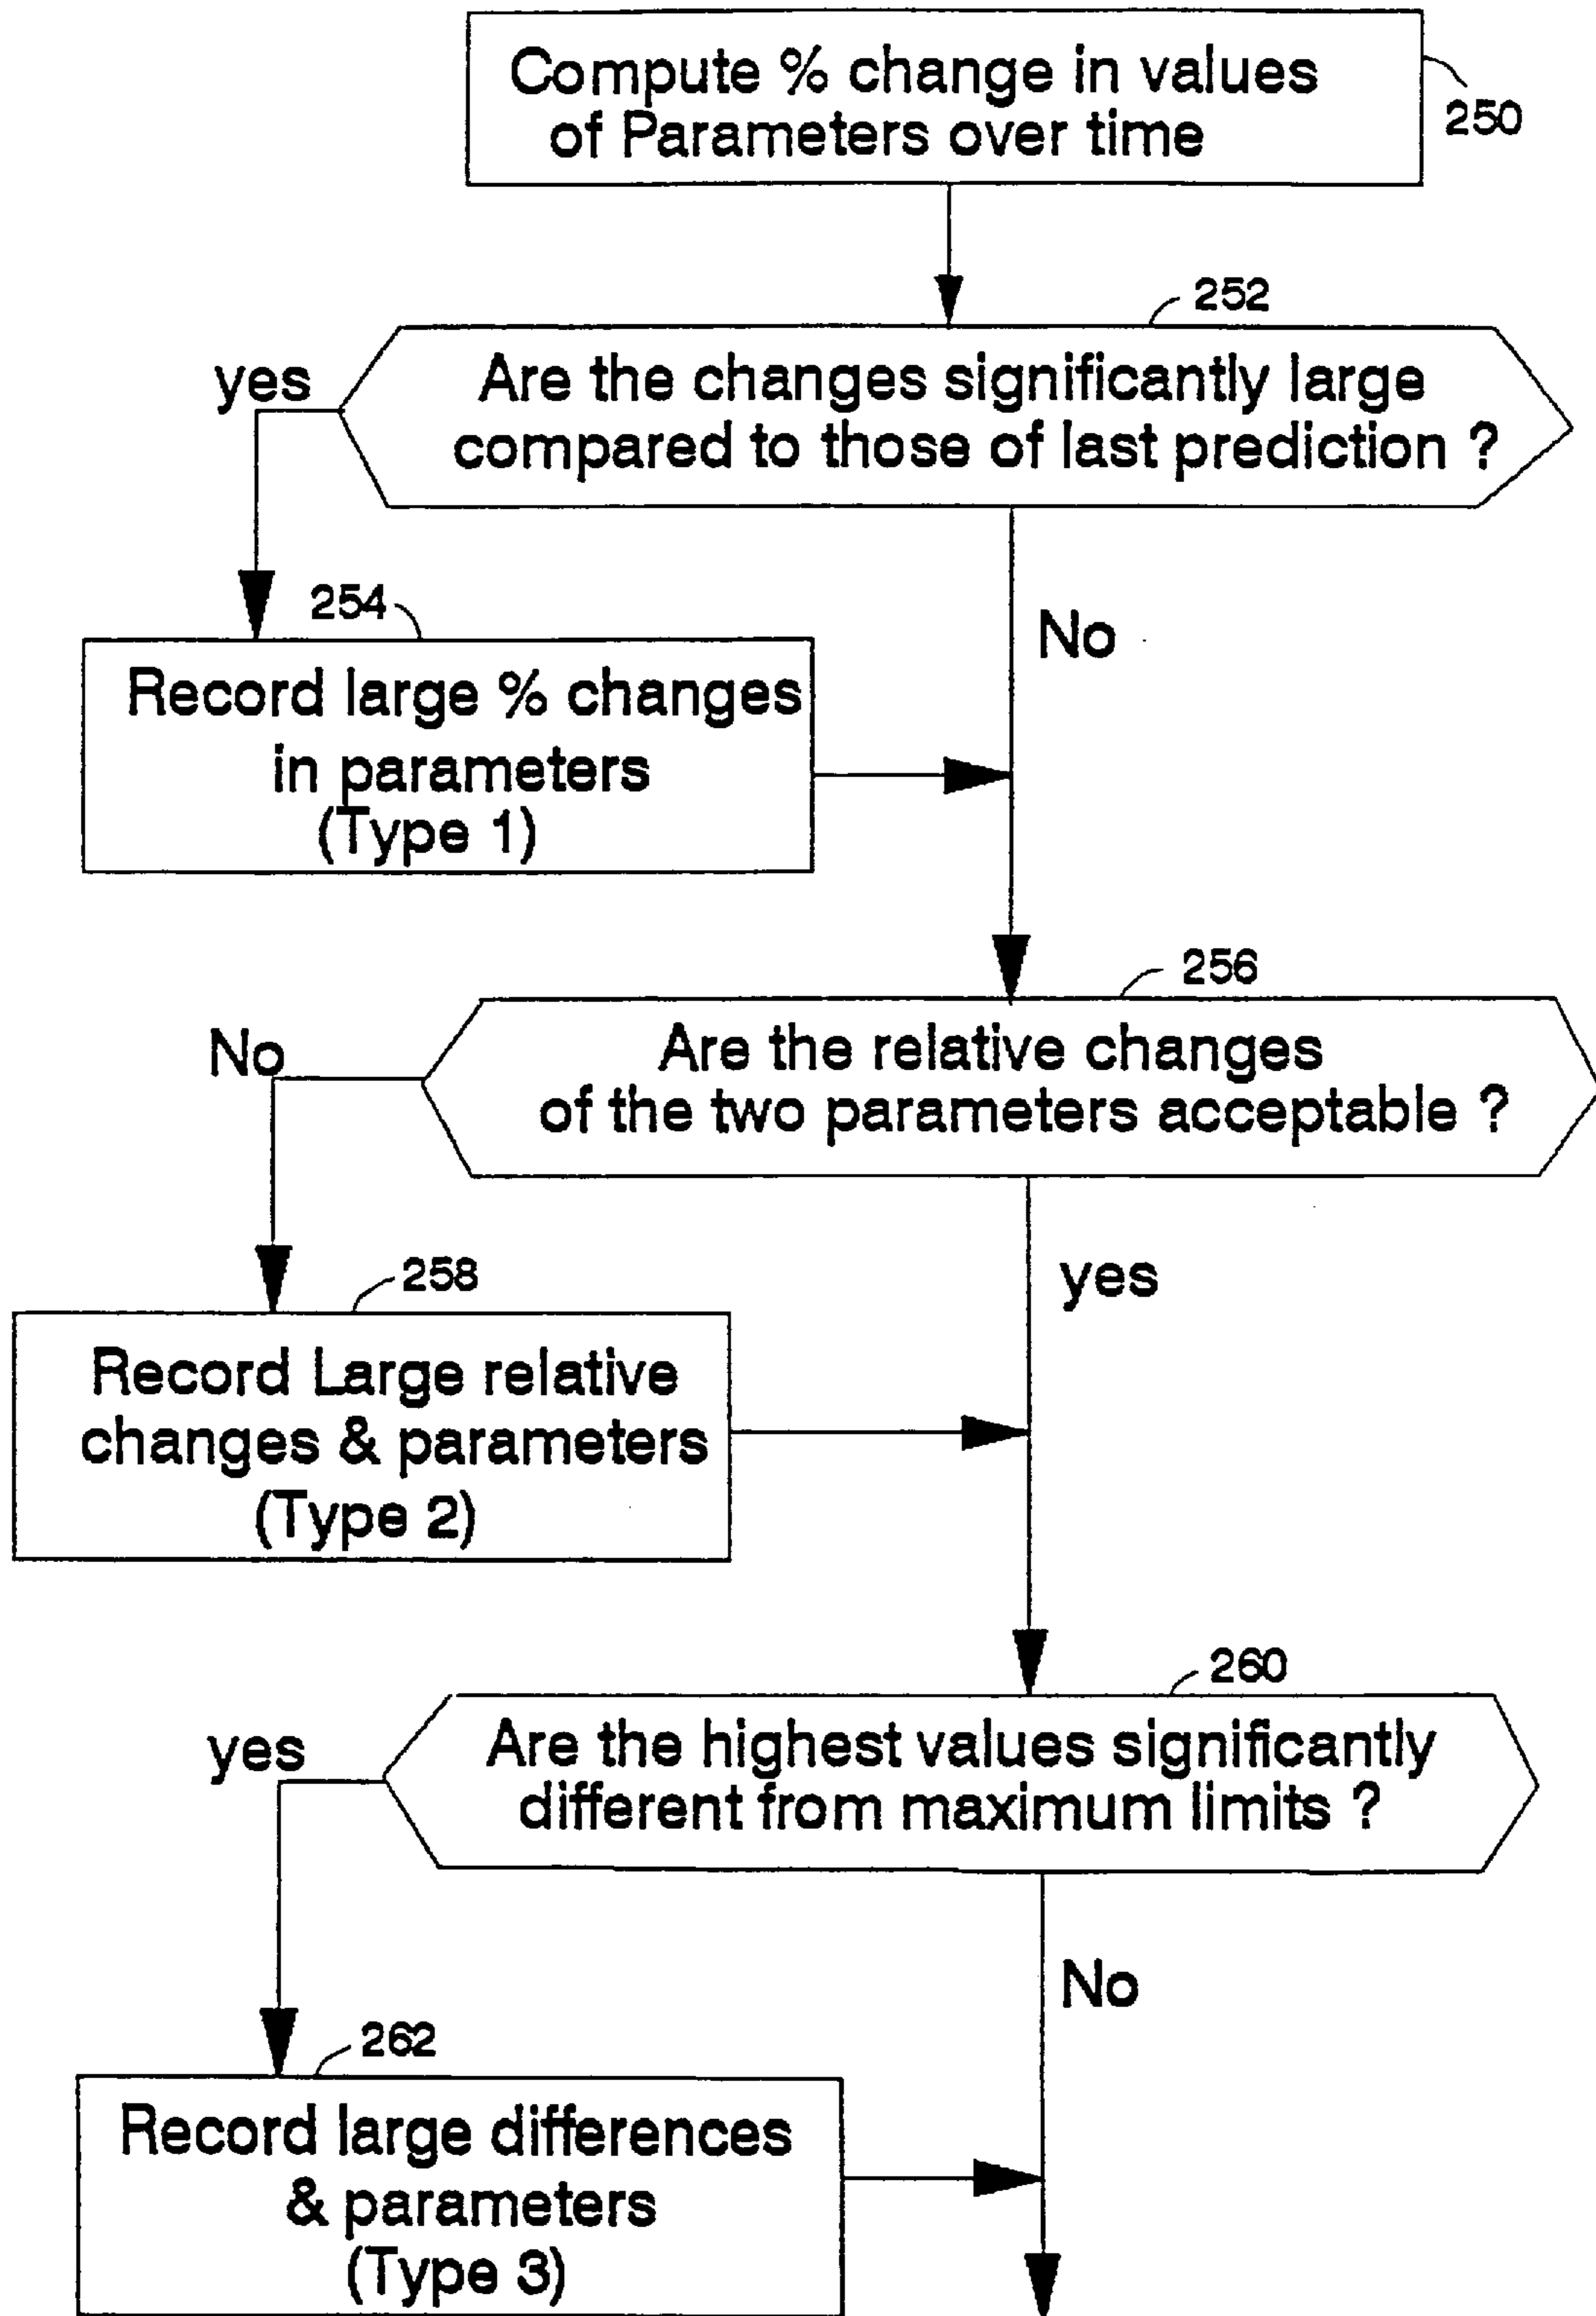 Compute % change in values
of Parameters over time
250
252
yes
Are the changes significantly large
compared to those of last prediction ?
254
No
Record large % changes
in parameters
(Type 1)
256
No
Are the relative changes
of the two parameters acceptable ?
258
yes
Record Large relative
changes & parameters
(Type 2)
260
yes
Are the highest values significantly
different from maximum limits ?
No
262
Record large differences
& parameters
(Type 3)